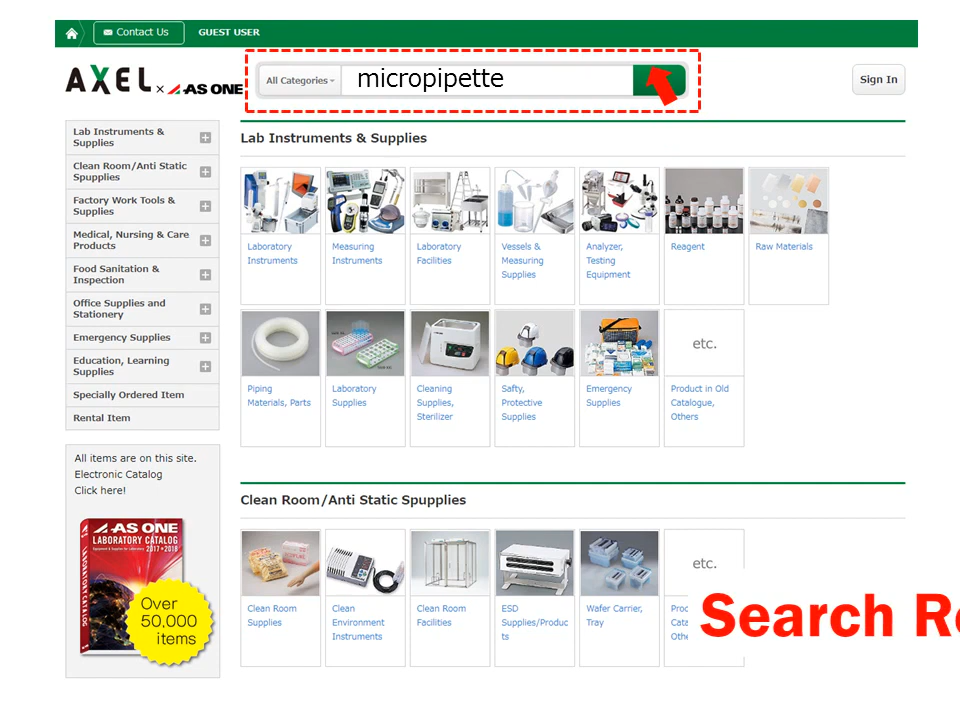 Contact Us
GUEST USER
AXEL × AS ONE
All Categories
micropipette
Sign In
Lab Instruments &
Supplies
Clean Room/Anti Static
Spupplies
Factory Work Tools &
Supplies
Medical, Nursing & Care
Products
Food Sanitation &
Inspection
Office Supplies and
Stationery
Emergency Supplies
Education, Learning
Supplies
Specially Ordered Item
Rental Item
All items are on this site.
Electronic Catalog
Click here!
AS ONE
LABORATORY CATALOG
2017-2018
Over
50,000
items
Lab Instruments & Supplies
Laboratory
Instruments
Measuring
Instruments
Laboratory
Facilities
Vessels &
Measuring
Supplies
Analyzer,
Testing
Equipment
Reagent
Raw Materials
Piping
Materials, Parts
Laboratory
Supplies
Cleaning
Supplies,
Sterilizer
Safty,
Protective
Supplies
Emergency
Supplies
etc.
Product in Old
Catalogue,
Others
Clean Room/Anti Static Spupplies
Clean Room
Supplies
Clean
Environment
Instruments
Clean Room
Facilities
ESD
Supplies/Produc
ts
Wafer Carrier,
Tray
etc.
Search R